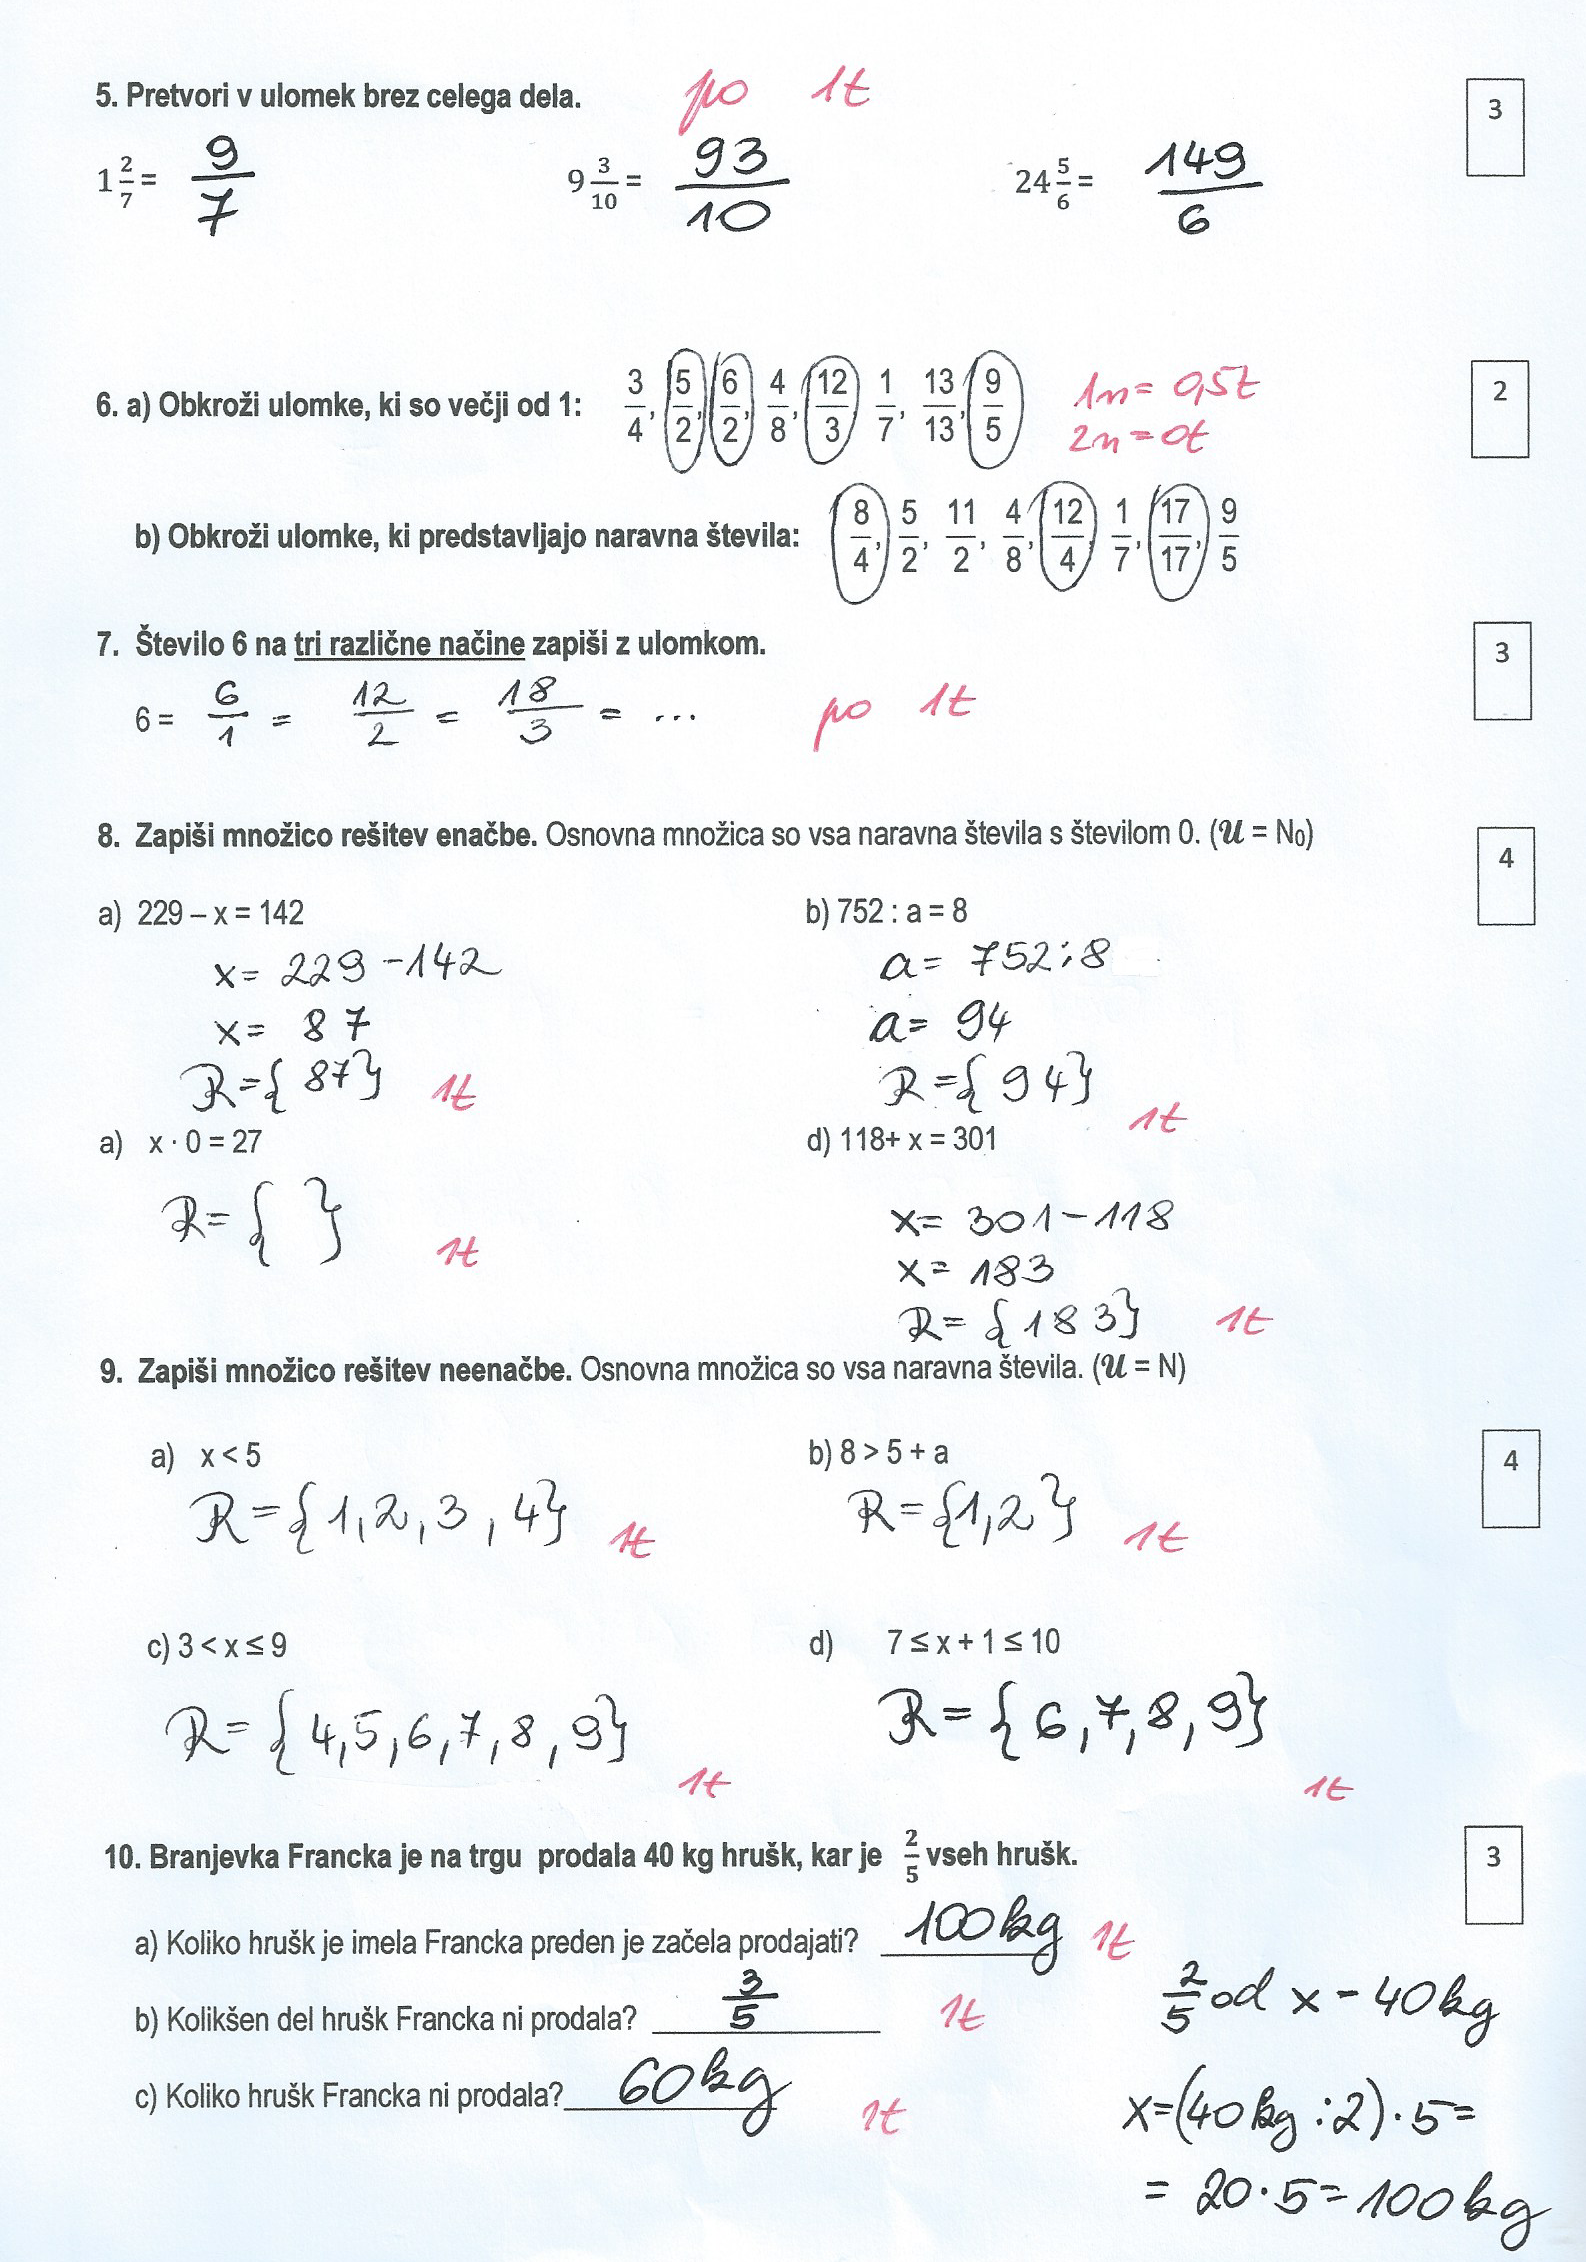 5. Pretvori v ulomek brez celega dela. po 1t 3
1 2/7 = 9/7 9 3/10 = 93/10 24 5/6 = 149/6
6. a) Obkroži ulomke, ki so večji od 1: 3/4, 5/2, 6/2, 4/8, 12/3, 1/7, 13/13, 9/5 1n = 0,5t 2
2n = 0t
b) Obkroži ulomke, ki predstavljajo naravna števila: 8/4, 5/2, 11/2, 4/8, 12/4, 1/7, 17/17, 9/5
7. Število 6 na tri različne načine zapiši z ulomkom. 3
6 = 6/1 = 12/2 = 18/3 = ... po 1t
8. Zapiši množico rešitev enačbe. Osnovna množica so vsa naravna števila s številom 0. (U = N0) 4
a) 229 – x = 142 b) 752 : a = 8
x = 229 - 142 a = 752 : 8
x = 87 a = 94
R = { 87} 1t R = { 94} 1t
a) x · 0 = 27 d) 118+ x = 301
R = { } 1t x = 301 - 118
x = 183
R = {183} 1t
9. Zapiši množico rešitev neenačbe. Osnovna množica so vsa naravna števila. (U = N)
a) x < 5 b) 8 > 5 + a 4
R = {1, 2, 3, 4} 1t R = {1, 2} 1t
c) 3 < x ≤ 9 d) 7 ≤ x + 1 ≤ 10
R = {4, 5, 6, 7, 8, 9} 1t R = {6, 7, 8, 9} 1t
10. Branjevka Francka je na trgu prodala 40 kg hrušk, kar je 2/5 vseh hrušk. 3
a) Koliko hrušk je imela Francka preden je začela prodajati? 100 kg 1t
b) Kolikšen del hrušk Francka ni prodala? 3/5 1t
c) Koliko hrušk Francka ni prodala? 60 kg 1t
2/5 od x - 40 kg
x = (40 kg : 2) · 5 =
= 20 · 5 = 100 kg